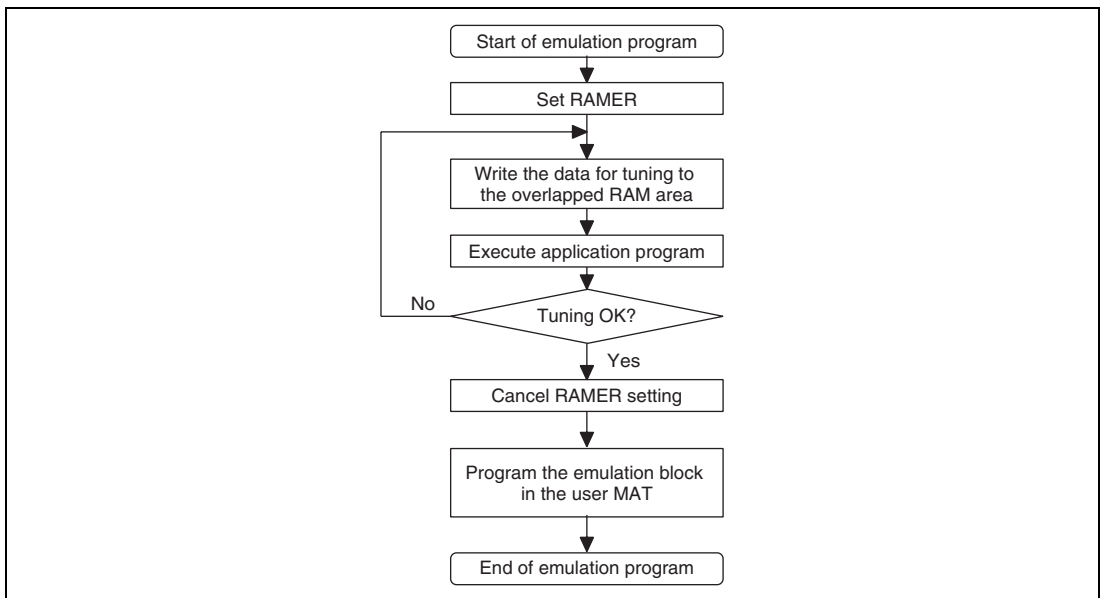 Start of emulation program
Set RAMER
Write the data for tuning to
the overlapped RAM area
Execute application program
No
Tuning OK?
Yes
Cancel RAMER setting
Program the emulation block
in the user MAT
End of emulation program